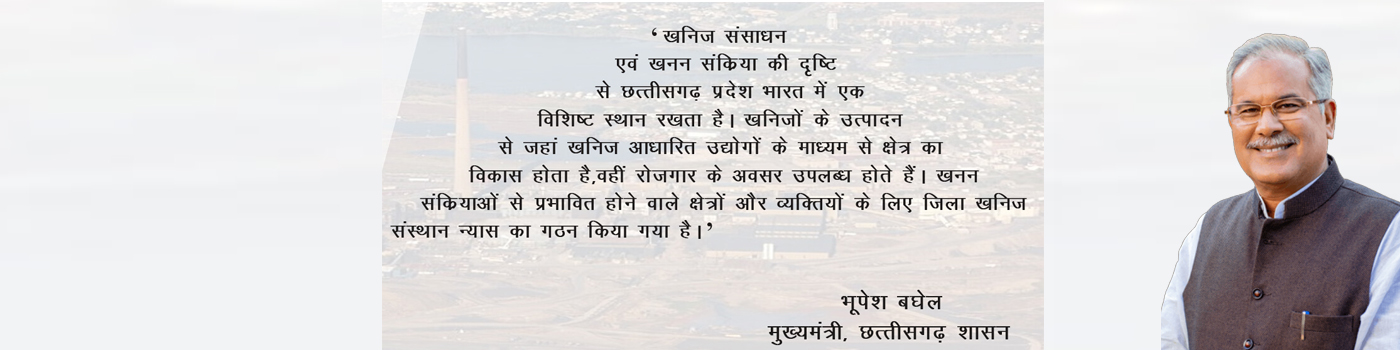 ‘ खनिज संसाधन
एवं खनन संकिया की दृष्टि
से छत्तीसगढ़ प्रदेश भारत में एक
विशिष्ट स्थान रखता है। खनिजों के उत्पादन
से जहां खनिज आधारित उद्योगों के माध्यम से क्षेत्र का
विकास होता है,वहीं रोजगार के अवसर उपलब्ध होते हैं। खनन
संकियाओं से प्रभावित होने वाले क्षेत्रों और व्यक्तियों के लिए जिला खनिज
संस्थान न्यास का गठन किया गया है।’
भूपेश बघेल
मुख्यमंत्री, छत्तीसगढ़ शासन